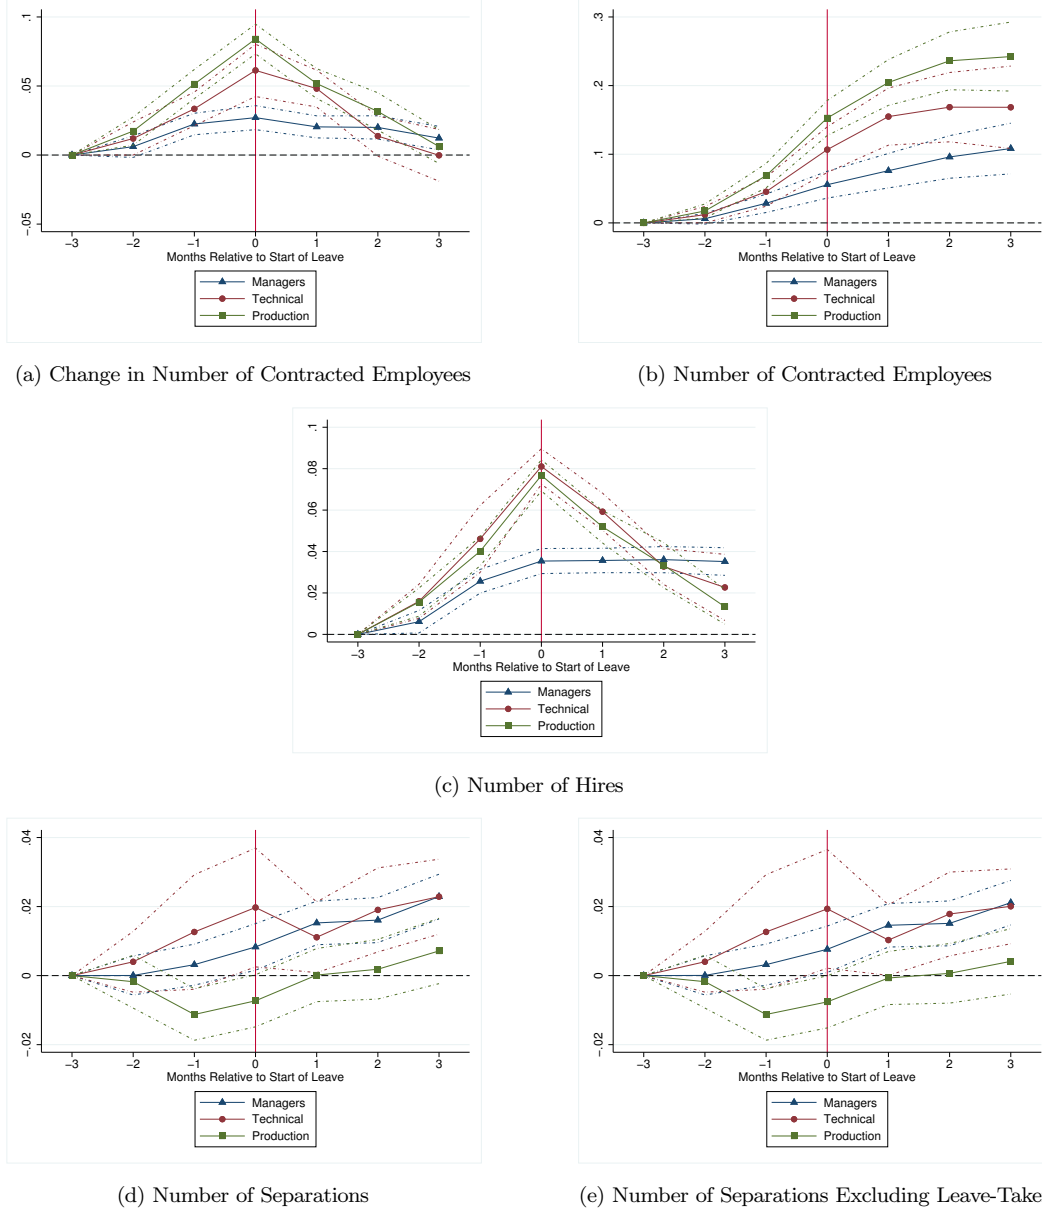 .1
.05
0
-.05
−3 −2 −1 0 1 2 3
Months Relative to Start of Leave
Managers
Technical
Production
(a) Change in Number of Contracted Employees
.3
.2
.1
0
−3 −2 −1 0 1 2 3
Months Relative to Start of Leave
Managers
Technical
Production
(b) Number of Contracted Employees
.1
.08
.06
.04
.02
0
−3 −2 −1 0 1 2 3
Months Relative to Start of Leave
Managers
Technical
Production
(c) Number of Hires
.04
.02
0
-.02
−3 −2 −1 0 1 2 3
Months Relative to Start of Leave
Managers
Technical
Production
(d) Number of Separations
.04
.02
0
-.02
−3 −2 −1 0 1 2 3
Months Relative to Start of Leave
Managers
Technical
Production
(e) Number of Separations Excluding Leave-Take